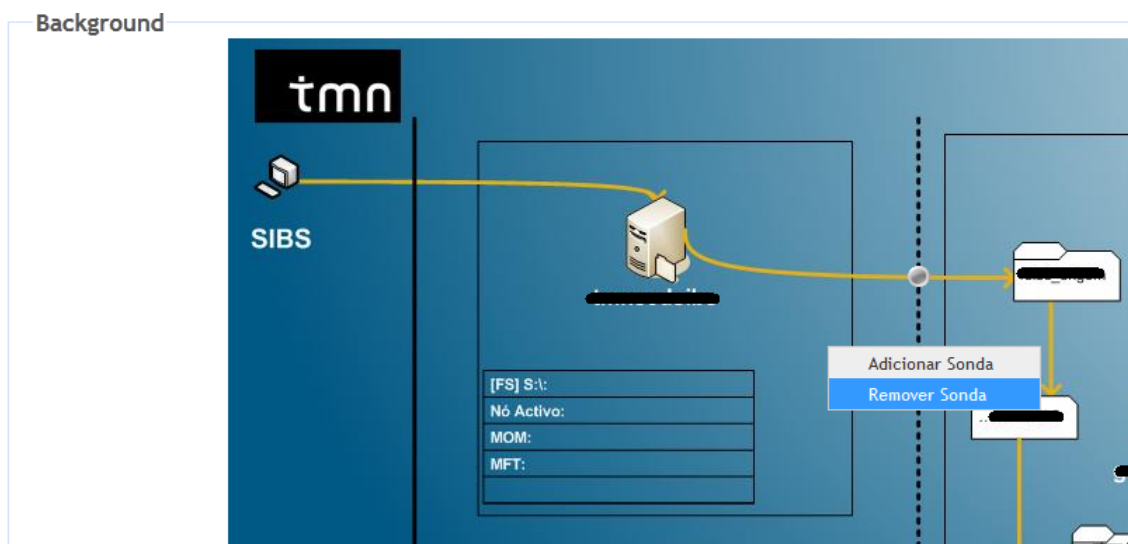 Background
tmn
SIBS
Adicionar Sonda
Remover Sonda
[FS] S:\:
Nó Activo:
MOM:
MFT: